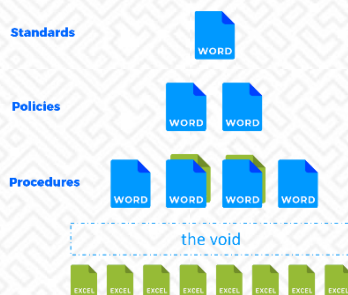 Standards
WORD
Policies
WORD WORD
Procedures
WORD WORD WORD WORD
the void
EXCEL EXCEL EXCEL EXCEL EXCEL EXCEL EXCEL EXCEL